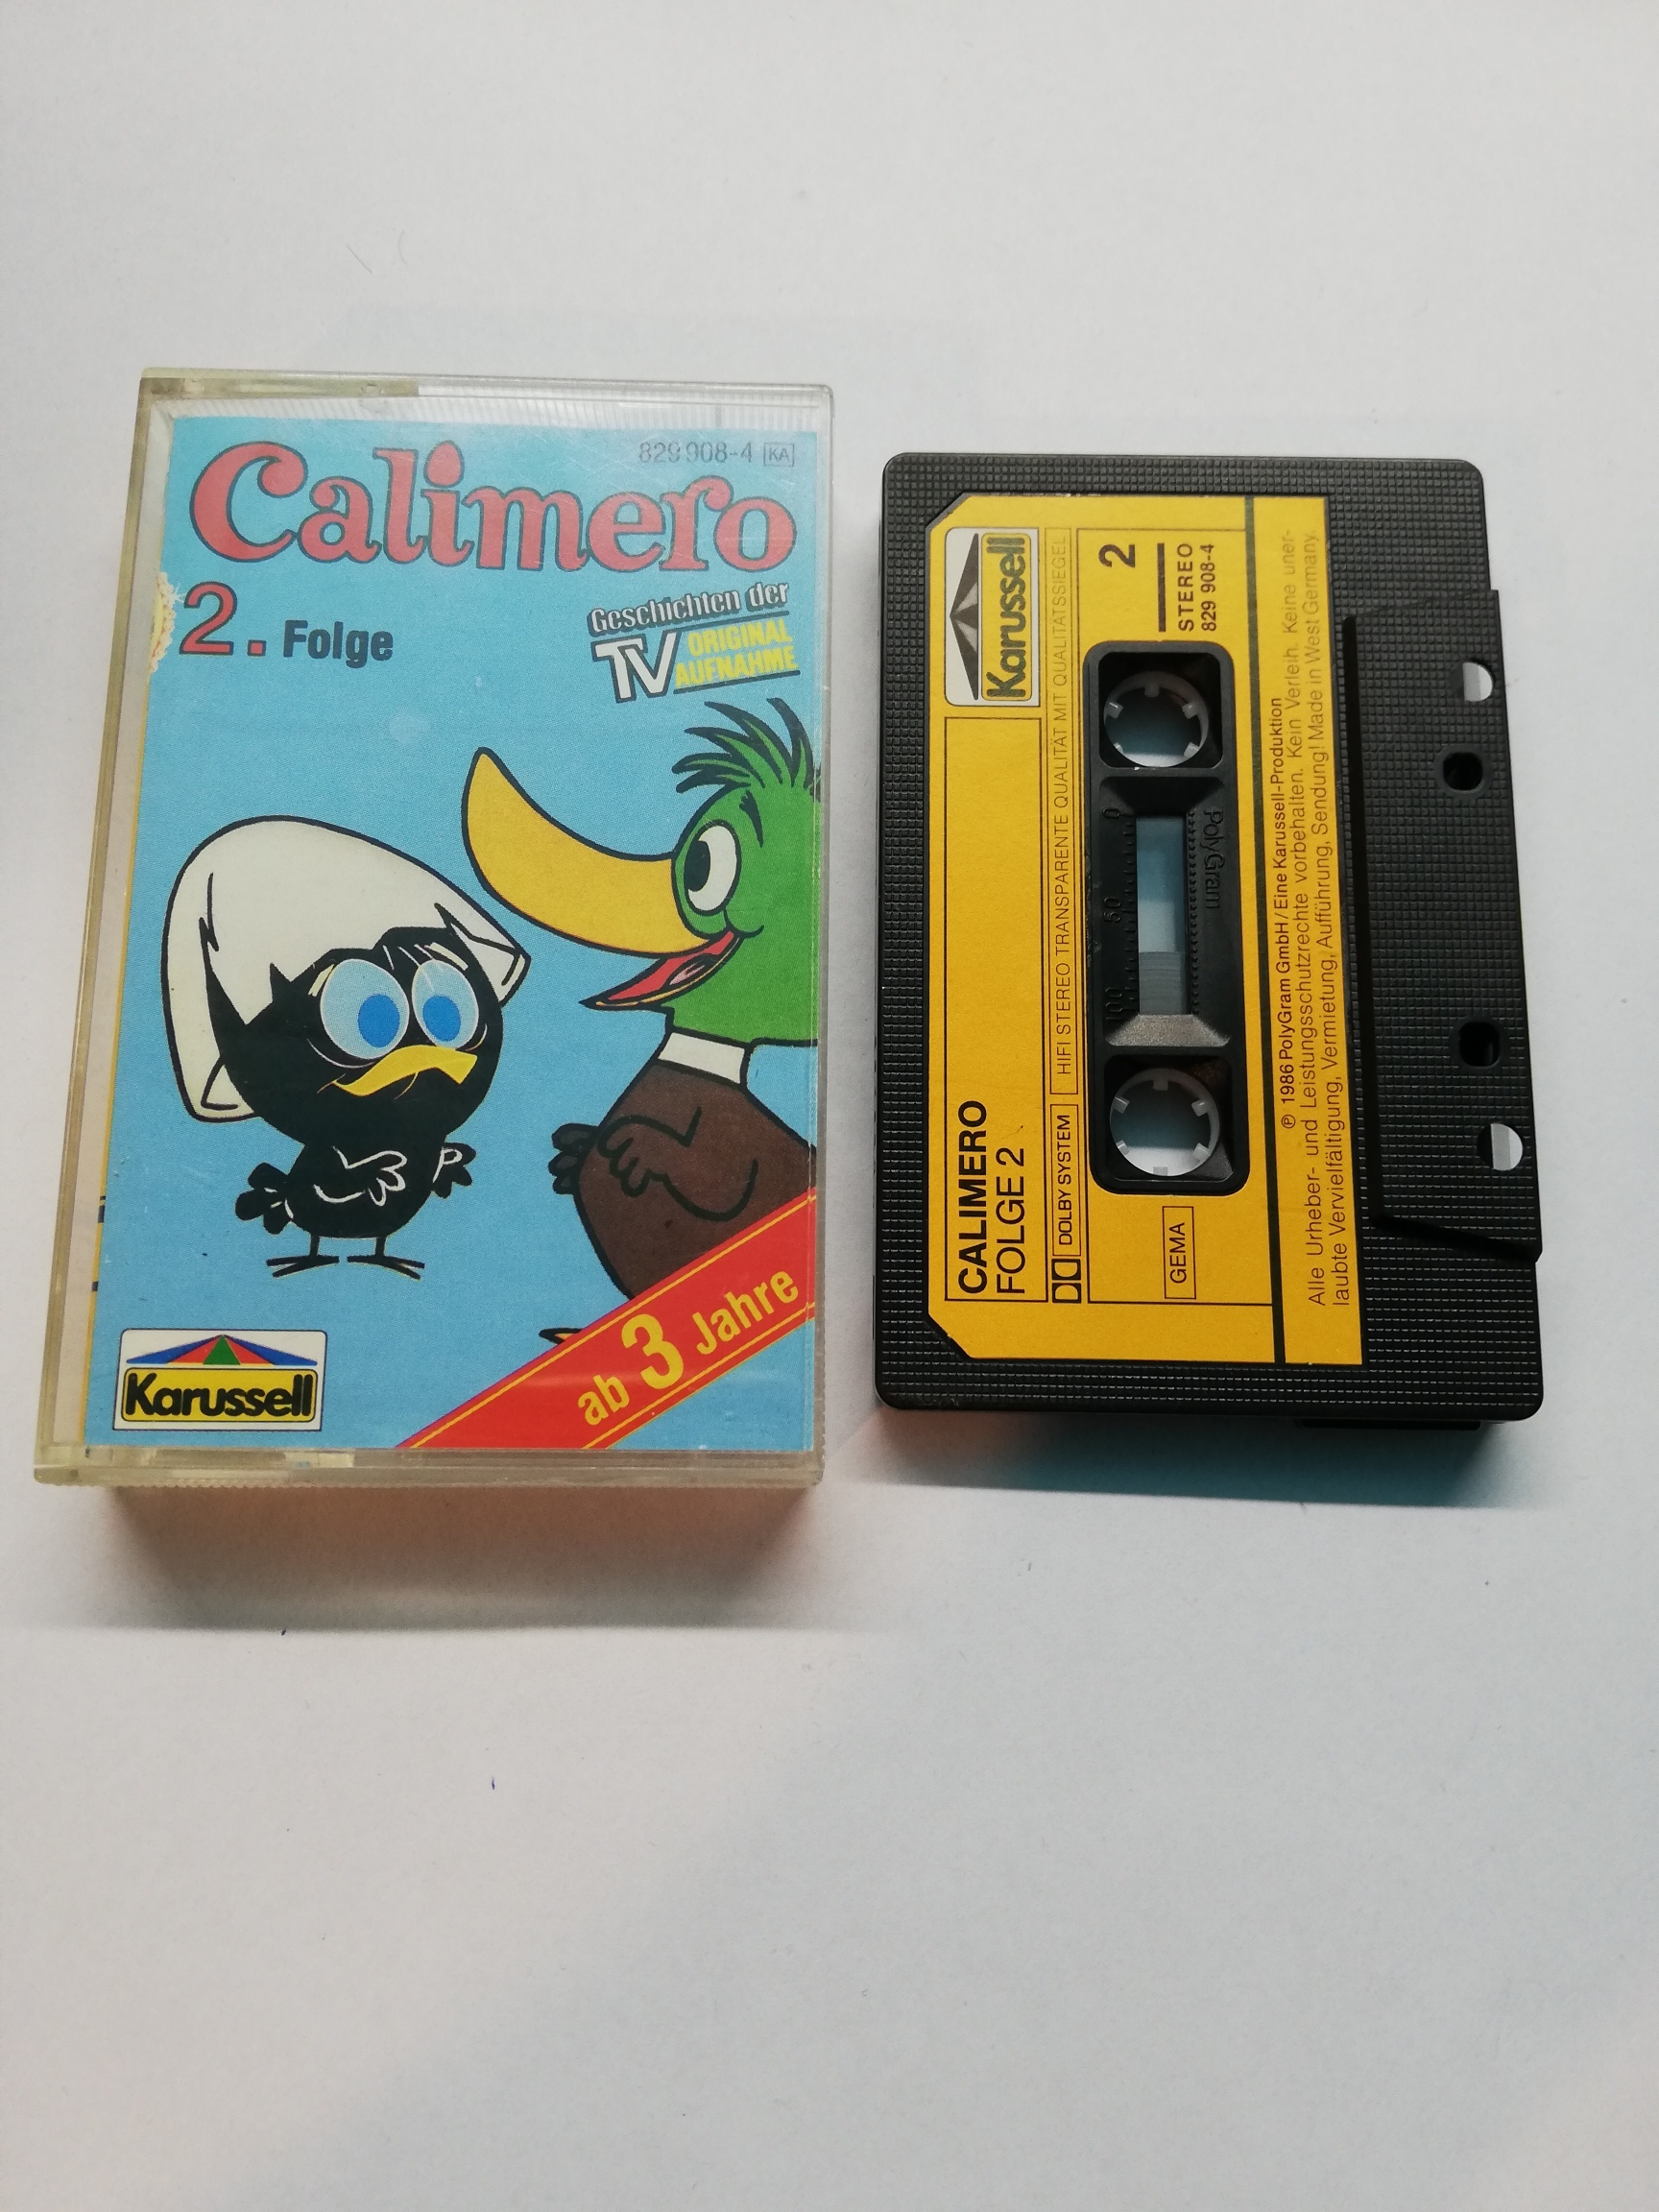 829 908-4 KA
Calimero
2. Folge
Geschichten der
TV ORIGINAL
AUFNAHME
ab 3 Jahre
Karussell
Karussell
CALIMERO
FOLGE 2
DOLBY SYSTEM
HIFI STEREO TRANSPARENTE QUALITÄT MIT QUALITÄTSSIEGEL
2
STEREO
829 908-4
GEMA
0 50 100
PolyGram
℗ 1986 PolyGram GmbH / Eine Karussell-Produktion
Alle Urheber- und Leistungsschutzrechte vorbehalten. Kein Verleih. Keine uner-
laubte Vervielfältigung, Vermietung, Aufführung, Sendung! Made in West Germany.